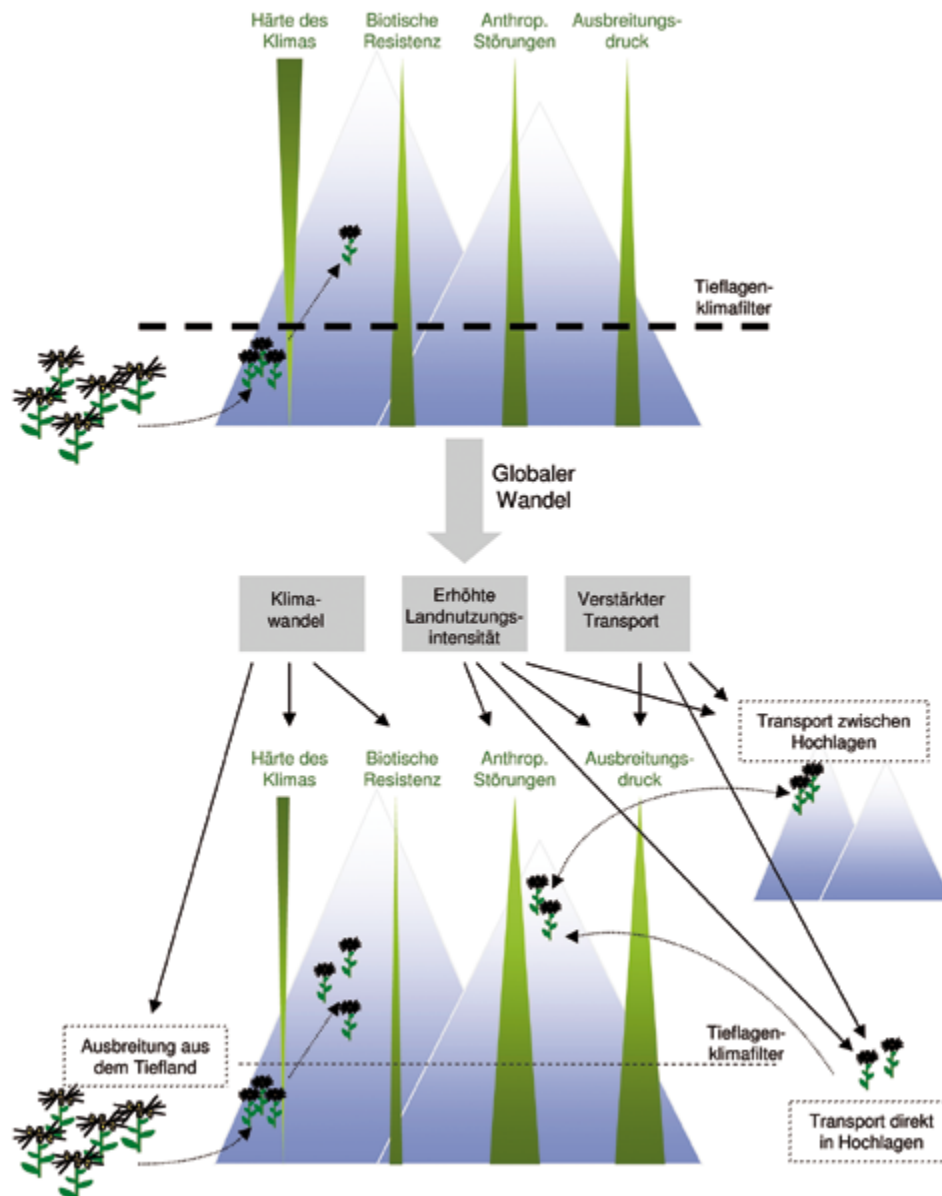 Härte des
Klimas
Biotische
Resistenz
Anthrop.
Störungen
Ausbreitungs-
druck
Tieflagen-
klimafilter
Globaler
Wandel
Klima-
wandel
Erhöhte
Landnutzungs-
intensität
Verstärkter
Transport
Transport zwischen
Hochlagen
Härte des
Klimas
Biotische
Resistenz
Anthrop.
Störungen
Ausbreitungs-
druck
Ausbreitung aus
dem Tiefland
Tieflagen-
klimafilter
Transport direkt
in Hochlagen